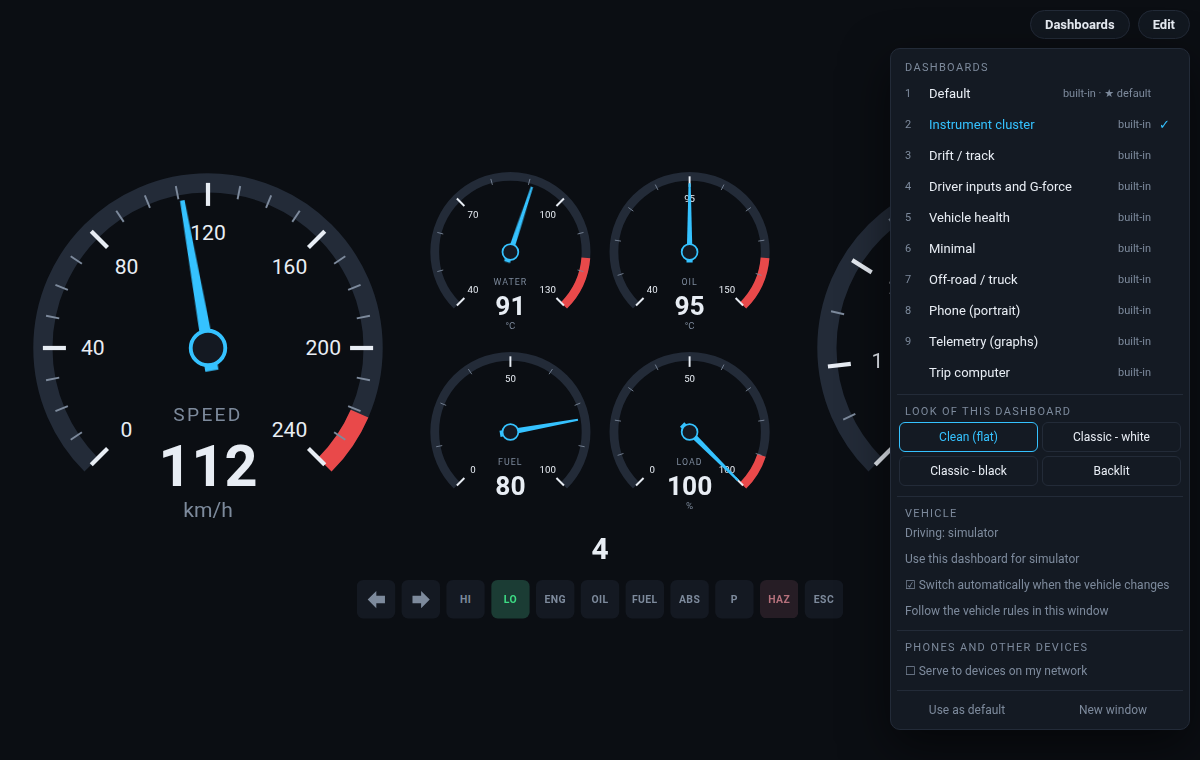 Dashboards Edit
DASHBOARDS
1 Default built-in · ★ default
2 Instrument cluster built-in ✓
3 Drift / track built-in
4 Driver inputs and G-force built-in
5 Vehicle health built-in
6 Minimal built-in
7 Off-road / truck built-in
8 Phone (portrait) built-in
9 Telemetry (graphs) built-in
Trip computer built-in
LOOK OF THIS DASHBOARD
Clean (flat) Classic - white
Classic - black Backlit
VEHICLE
Driving: simulator
Use this dashboard for simulator
☑ Switch automatically when the vehicle changes
Follow the vehicle rules in this window
PHONES AND OTHER DEVICES
☐ Serve to devices on my network
Use as default New window
120
80 160
40 200
0 240
SPEED
112
km/h
70 100
40 130
WATER
91
°C
95
40 150
OIL
95
°C
50
0 100
FUEL
80
50
0 100
LOAD
100
%
1
4
HI LO ENG OIL FUEL ABS P HAZ ESC